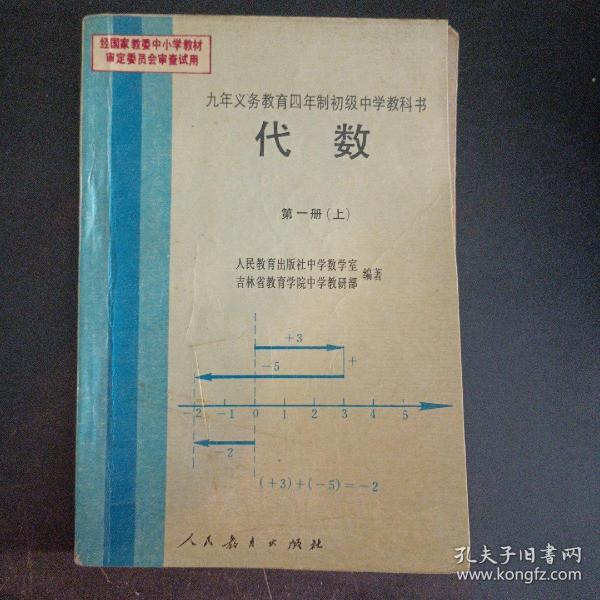 经国家教委中小学教材
审定委员会审查试用
九年义务教育四年制初级中学教科书
代数
第一册(上)
人民教育出版社中学数学室
吉林省教育学院中学教研部
编著
+3
-5
+
-2 -1 0 1 2 3 4 5
-2
(+3)+(-5)=-2
人民教育出版社
孔夫子旧书网
www.kongfz.com